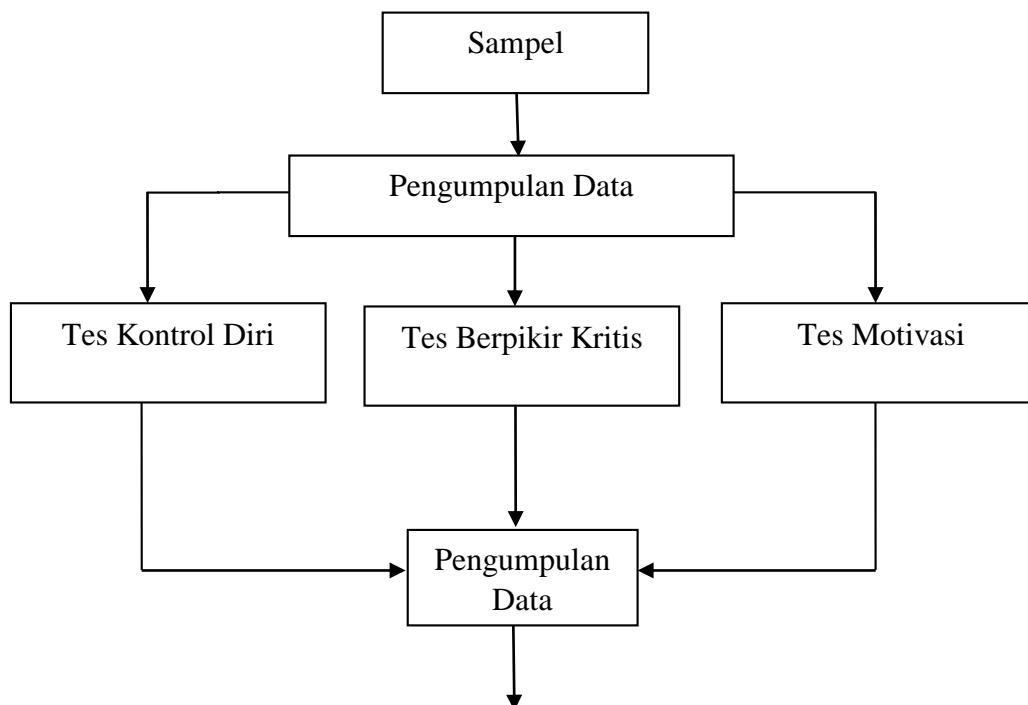 Sampel
Pengumpulan Data
Tes Kontrol Diri
Tes Berpikir Kritis
Tes Motivasi
Pengumpulan
Data